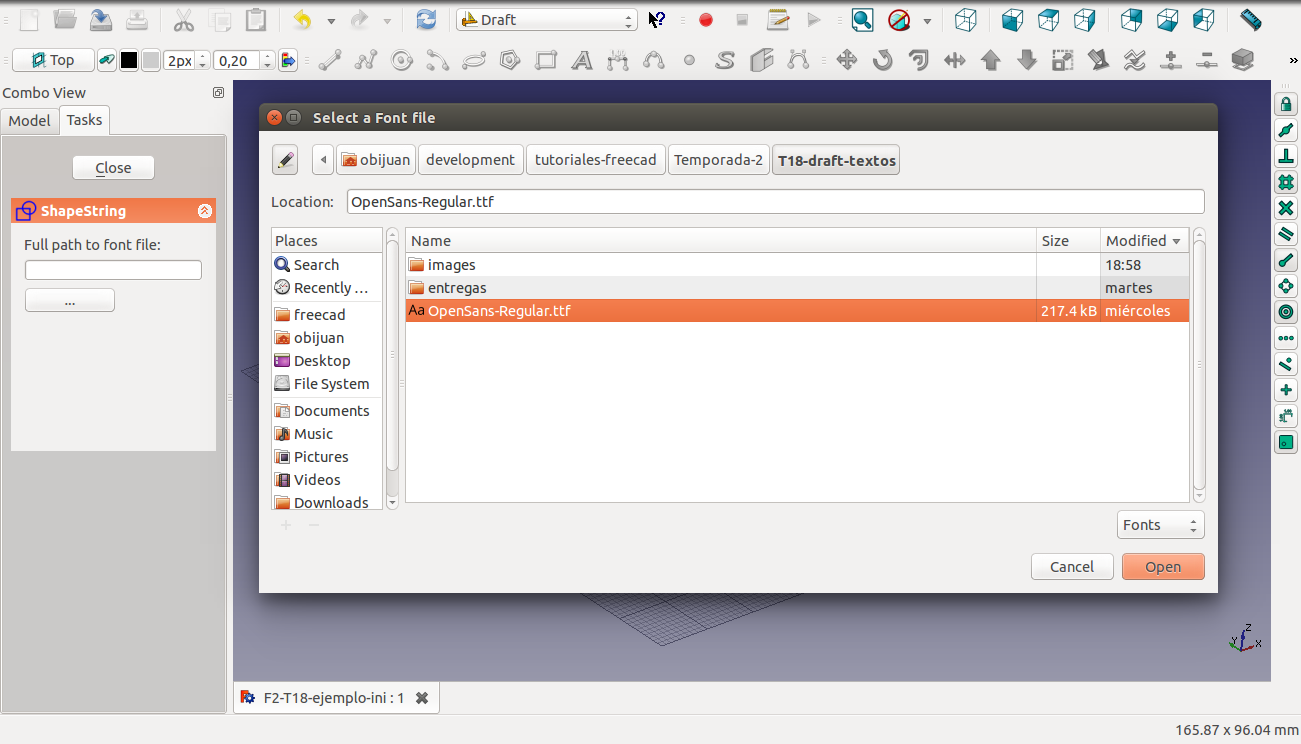 Draft
Top
2px
0,20
»
Combo View
Model
Tasks
Close
ShapeString
Full path to font file:
...
Select a Font file
obijuan
development
tutoriales-freecad
Temporada-2
T18-draft-textos
Location:
OpenSans-Regular.ttf
Places
Search
Recently ...
freecad
obijuan
Desktop
File System
Documents
Music
Pictures
Videos
Downloads
Name
Size
Modified
images
18:58
entregas
martes
Aa OpenSans-Regular.ttf
217.4 kB
miércoles
Fonts
Cancel
Open
Z
Y
X
F2-T18-ejemplo-ini : 1
165.87 x 96.04 mm